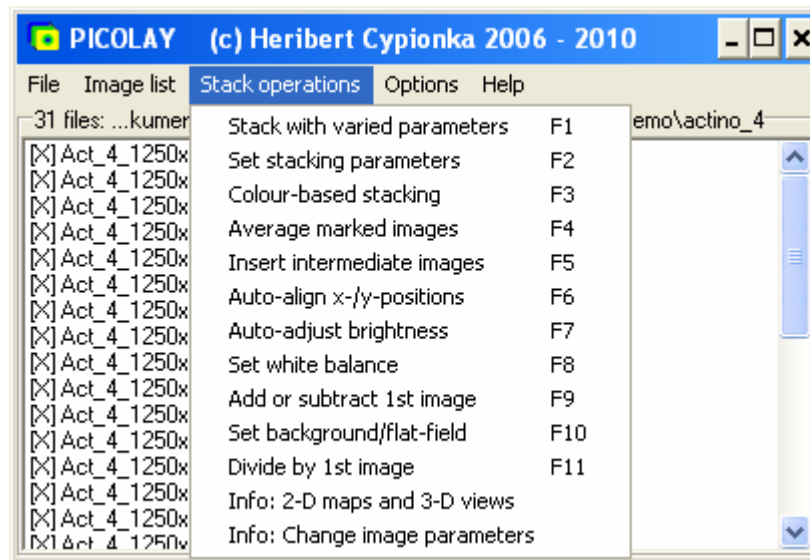 PICOLAY (c) Heribert Cypionka 2006 - 2010
File Image list Stack operations Options Help
31 files: ...kumer emo\actino_4
Stack with varied parameters F1
[X] Act_4_1250x
Set stacking parameters F2
[X] Act_4_1250x
Colour-based stacking F3
[X] Act_4_1250x
Average marked images F4
[X] Act_4_1250x
Insert intermediate images F5
[X] Act_4_1250x
Auto-align x-/y-positions F6
[X] Act_4_1250x
[X] Act_4_1250x
Auto-adjust brightness F7
[X] Act_4_1250x
Set white balance F8
[X] Act_4_1250x
Add or subtract 1st image F9
[X] Act_4_1250x
Set background/flat-field F10
[X] Act_4_1250x
Divide by 1st image F11
[X] Act_4_1250x
[X] Act_4_1250x
Info: 2-D maps and 3-D views
[X] Act_4_1250x
[X] Act_4_1250x
Info: Change image parameters